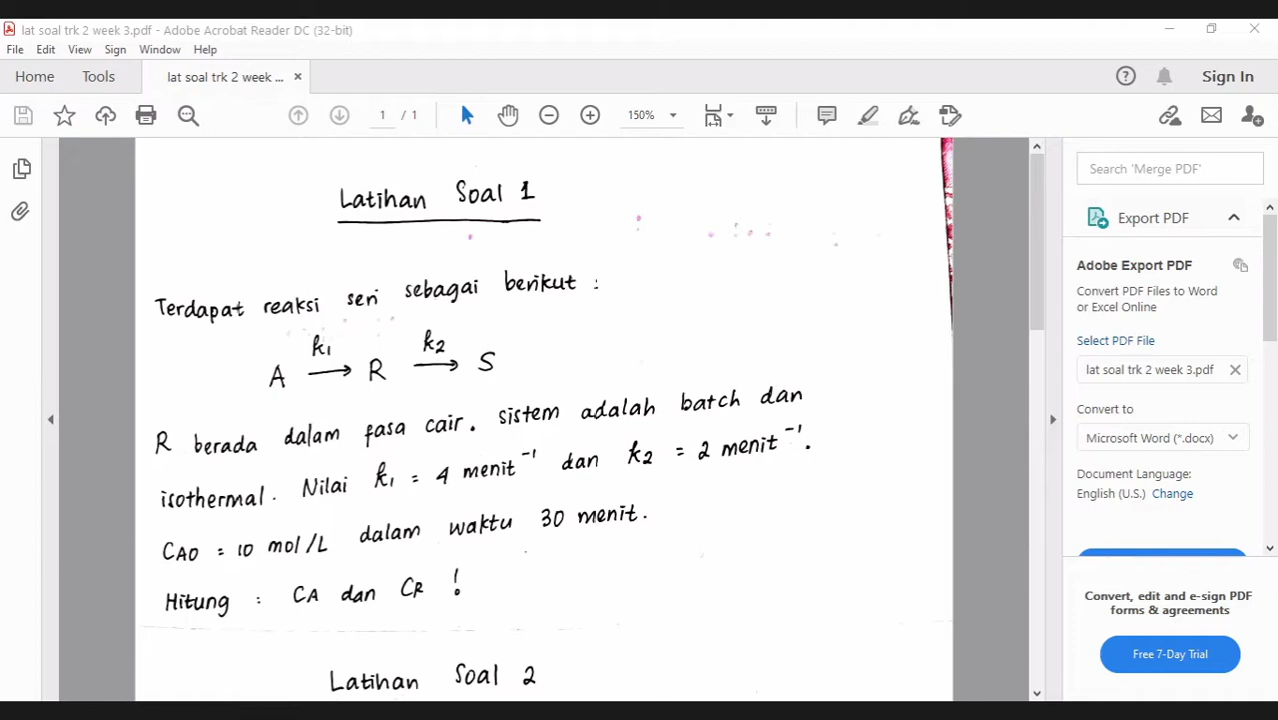 lat soal trk 2 week 3.pdf - Adobe Acrobat Reader DC (32-bit)
File Edit View Sign Window Help
Home Tools lat soal trk 2 week ... × Sign In
1 / 1 150%
Search 'Merge PDF'
Export PDF
Adobe Export PDF
Convert PDF Files to Word
or Excel Online
Select PDF File
lat soal trk 2 week 3.pdf
Convert to
Microsoft Word (*.docx)
Document Language:
English (U.S.) Change
Convert, edit and e-sign PDF
forms & agreements
Free 7-Day Trial
Latihan Soal 1
Terdapat reaksi seri sebagai berikut :
k1 k2
A → R → S
R berada dalam fasa cair. sistem adalah batch dan
isothermal. Nilai k1 = 4 menit⁻¹ dan k2 = 2 menit⁻¹.
CA0 = 10 mol/L dalam waktu 30 menit.
Hitung : CA dan CR !
Latihan Soal 2